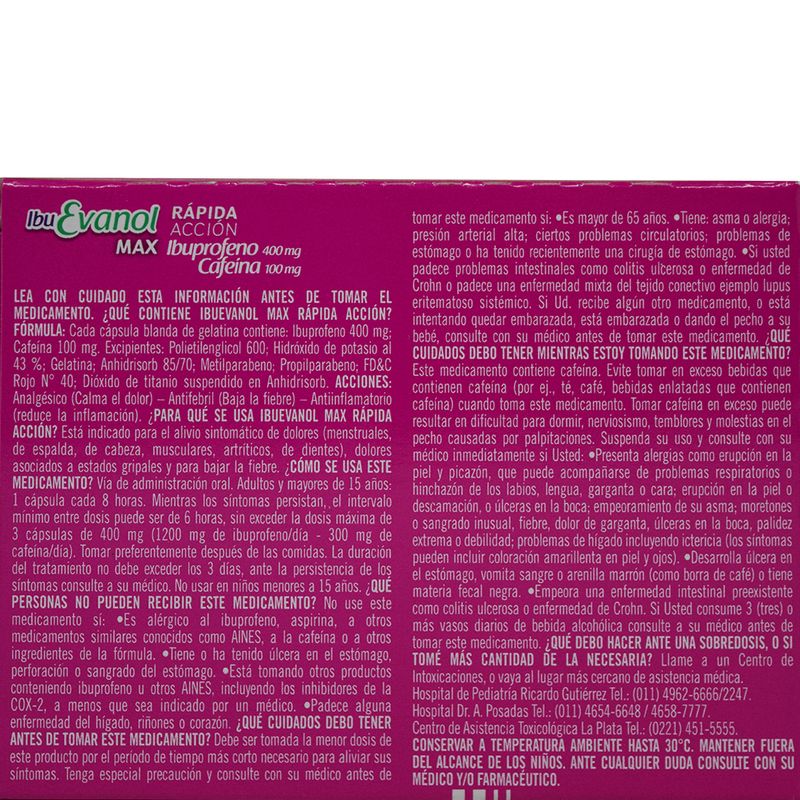 IbuEvanol RÁPIDA
ACCIÓN
MAX Ibuprofeno 400 mg
Cafeína 100 mg
LEA CON CUIDADO ESTA INFORMACIÓN ANTES DE TOMAR EL
MEDICAMENTO. ¿QUÉ CONTIENE IBUEVANOL MAX RÁPIDA ACCIÓN?
FÓRMULA: Cada cápsula blanda de gelatina contiene: Ibuprofeno 400 mg;
Cafeína 100 mg. Excipientes: Polietilenglicol 600; Hidróxido de potasio al
43 %; Gelatina; Anhidrisorb 85/70; Metilparabeno; Propilparabeno; FD&C
Rojo N° 40; Dióxido de titanio suspendido en Anhidrisorb. ACCIONES:
Analgésico (Calma el dolor) – Antifebril (Baja la fiebre) – Antiinflamatorio
(reduce la inflamación). ¿PARA QUÉ SE USA IBUEVANOL MAX RÁPIDA
ACCIÓN? Está indicado para el alivio sintomático de dolores (menstruales,
de espalda, de cabeza, musculares, artríticos, de dientes), dolores
asociados a estados gripales y para bajar la fiebre. ¿CÓMO SE USA ESTE
MEDICAMENTO? Vía de administración oral. Adultos y mayores de 15 años:
1 cápsula cada 8 horas. Mientras los síntomas persistan, el intervalo
mínimo entre dosis puede ser de 6 horas, sin exceder la dosis máxima de
3 cápsulas de 400 mg (1200 mg de ibuprofeno/día - 300 mg de
cafeína/día). Tomar preferentemente después de las comidas. La duración
del tratamiento no debe exceder los 3 días, ante la persistencia de los
síntomas consulte a su médico. No usar en niños menores a 15 años. ¿QUÉ
PERSONAS NO PUEDEN RECIBIR ESTE MEDICAMENTO? No use este
medicamento si: •Es alérgico al ibuprofeno, aspirina, a otros
medicamentos similares conocidos como AINES, a la cafeína o a otros
ingredientes de la fórmula. •Tiene o ha tenido úlcera en el estómago,
perforación o sangrado del estómago. •Está tomando otros productos
conteniendo ibuprofeno u otros AINES, incluyendo los inhibidores de la
COX-2, a menos que sea indicado por un médico. •Padece alguna
enfermedad del hígado, riñones o corazón. ¿QUÉ CUIDADOS DEBO TENER
ANTES DE TOMAR ESTE MEDICAMENTO? Debe ser tomada la menor dosis de
este producto por el período de tiempo más corto necesario para aliviar sus
síntomas. Tenga especial precaución y consulte con su médico antes de
tomar este medicamento si: •Es mayor de 65 años. •Tiene: asma o alergia;
presión arterial alta; ciertos problemas circulatorios; problemas de
estómago o ha tenido recientemente una cirugía de estómago. •Si usted
padece problemas intestinales como colitis ulcerosa o enfermedad de
Crohn o padece una enfermedad mixta del tejido conectivo ejemplo lupus
eritematoso sistémico. Si Ud. recibe algún otro medicamento, o está
intentando quedar embarazada, está embarazada o dando el pecho a su
bebé, consulte con su médico antes de tomar este medicamento. ¿QUÉ
CUIDADOS DEBO TENER MIENTRAS ESTOY TOMANDO ESTE MEDICAMENTO?
Este medicamento contiene cafeína. Evite tomar en exceso bebidas que
contienen cafeína (por ej., té, café, bebidas enlatadas que contienen
cafeína) cuando toma este medicamento. Tomar cafeína en exceso puede
resultar en dificultad para dormir, nerviosismo, temblores y molestias en el
pecho causadas por palpitaciones. Suspenda su uso y consulte con su
médico inmediatamente si Usted: •Presenta alergias como erupción en la
piel y picazón, que puede acompañarse de problemas respiratorios o
hinchazón de los labios, lengua, garganta o cara; erupción en la piel o
descamación, o úlceras en la boca; empeoramiento de su asma; moretones
o sangrado inusual, fiebre, dolor de garganta, úlceras en la boca, palidez
extrema o debilidad; problemas de hígado incluyendo ictericia (los síntomas
pueden incluir coloración amarillenta en piel y ojos). •Desarrolla úlcera en
el estómago, vomita sangre o arenilla marrón (como borra de café) o tiene
materia fecal negra. •Empeora una enfermedad intestinal preexistente
como colitis ulcerosa o enfermedad de Crohn. Si Usted consume 3 (tres) o
más vasos diarios de bebida alcohólica consulte a su médico antes de
tomar este medicamento. ¿QUÉ DEBO HACER ANTE UNA SOBREDOSIS, O SI
TOMÉ MÁS CANTIDAD DE LA NECESARIA? Llame a un Centro de
Intoxicaciones, o vaya al lugar más cercano de asistencia médica.
Hospital de Pediatría Ricardo Gutiérrez Tel.: (011) 4962-6666/2247.
Hospital Dr. A. Posadas Tel.: (011) 4654-6648 / 4658-7777.
Centro de Asistencia Toxicológica La Plata Tel.: (0221) 451-5555.
CONSERVAR A TEMPERATURA AMBIENTE HASTA 30°C. MANTENER FUERA
DEL ALCANCE DE LOS NIÑOS. ANTE CUALQUIER DUDA CONSULTE CON SU
MÉDICO Y/O FARMACÉUTICO.